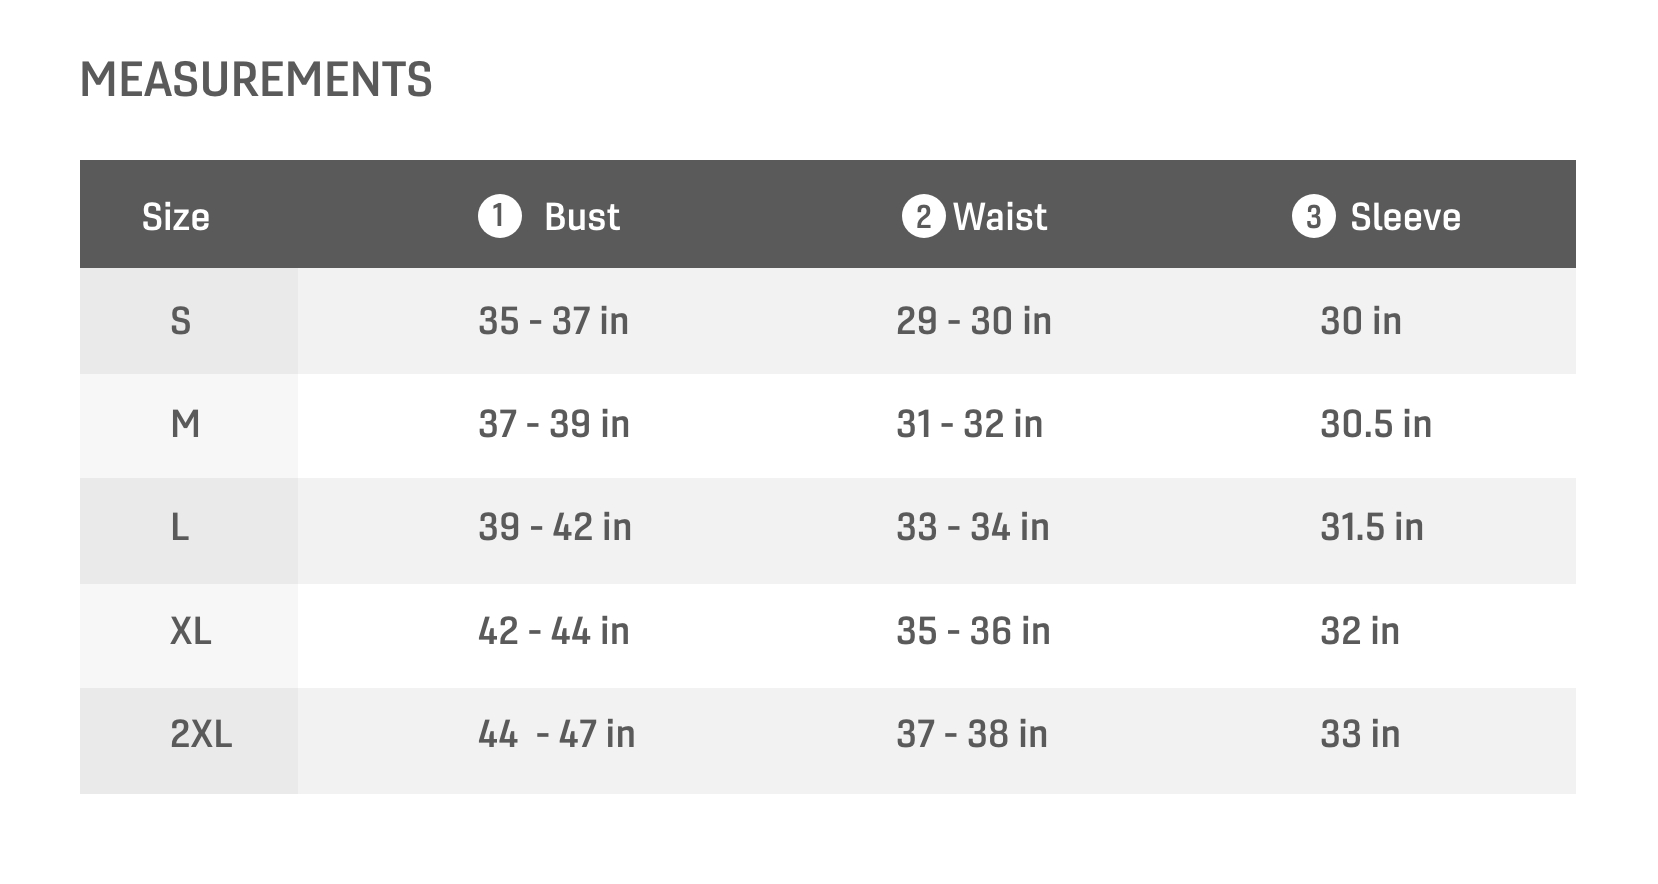 MEASUREMENTS
Size 1 Bust 2 Waist 3 Sleeve
S 35 - 37 in 29 - 30 in 30 in
M 37 - 39 in 31 - 32 in 30.5 in
L 39 - 42 in 33 - 34 in 31.5 in
XL 42 - 44 in 35 - 36 in 32 in
2XL 44 - 47 in 37 - 38 in 33 in